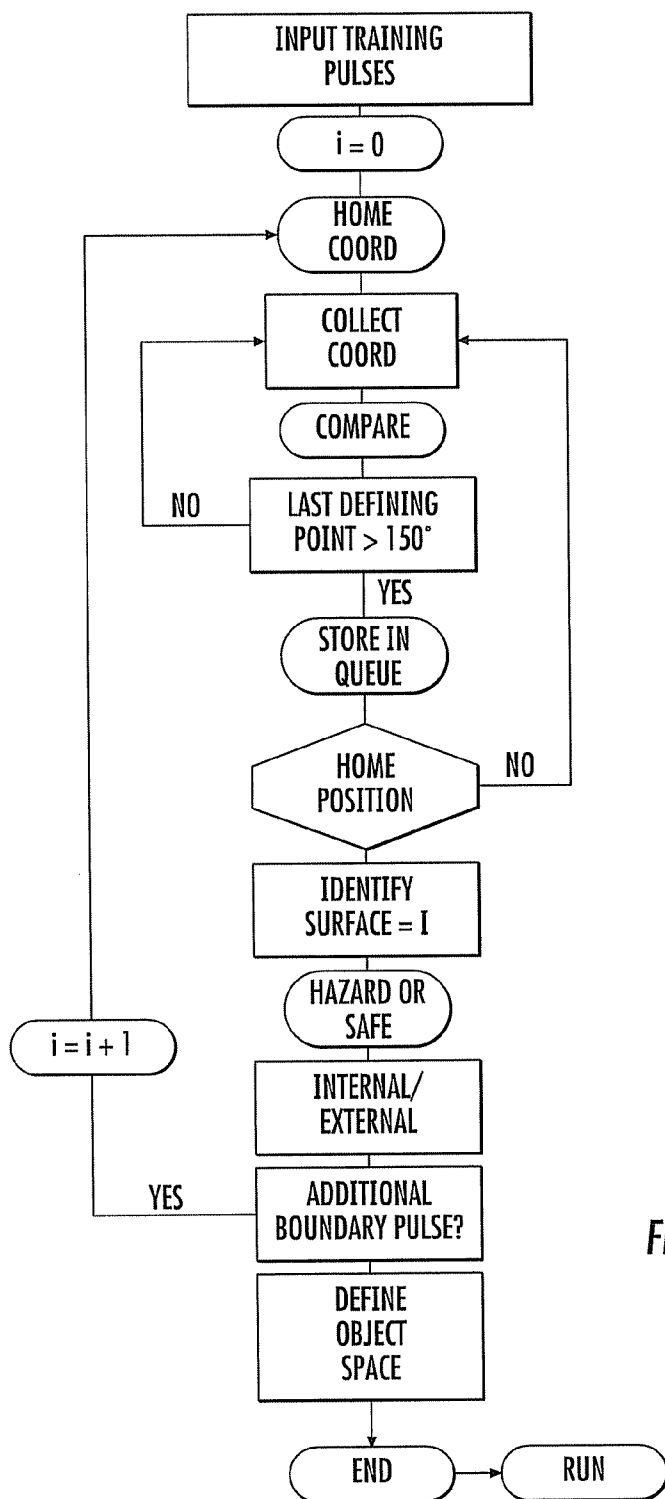 INPUT TRAINING
PULSES
i = 0
HOME
COORD
COLLECT
COORD
COMPARE
NO
LAST DEFINING
POINT > 150°
YES
STORE IN
QUEUE
HOME
POSITION
NO
IDENTIFY
SURFACE = I
HAZARD OR
SAFE
i = i + 1
INTERNAL/
EXTERNAL
YES
ADDITIONAL
BOUNDARY PULSE?
DEFINE
OBJECT
SPACE
END
RUN